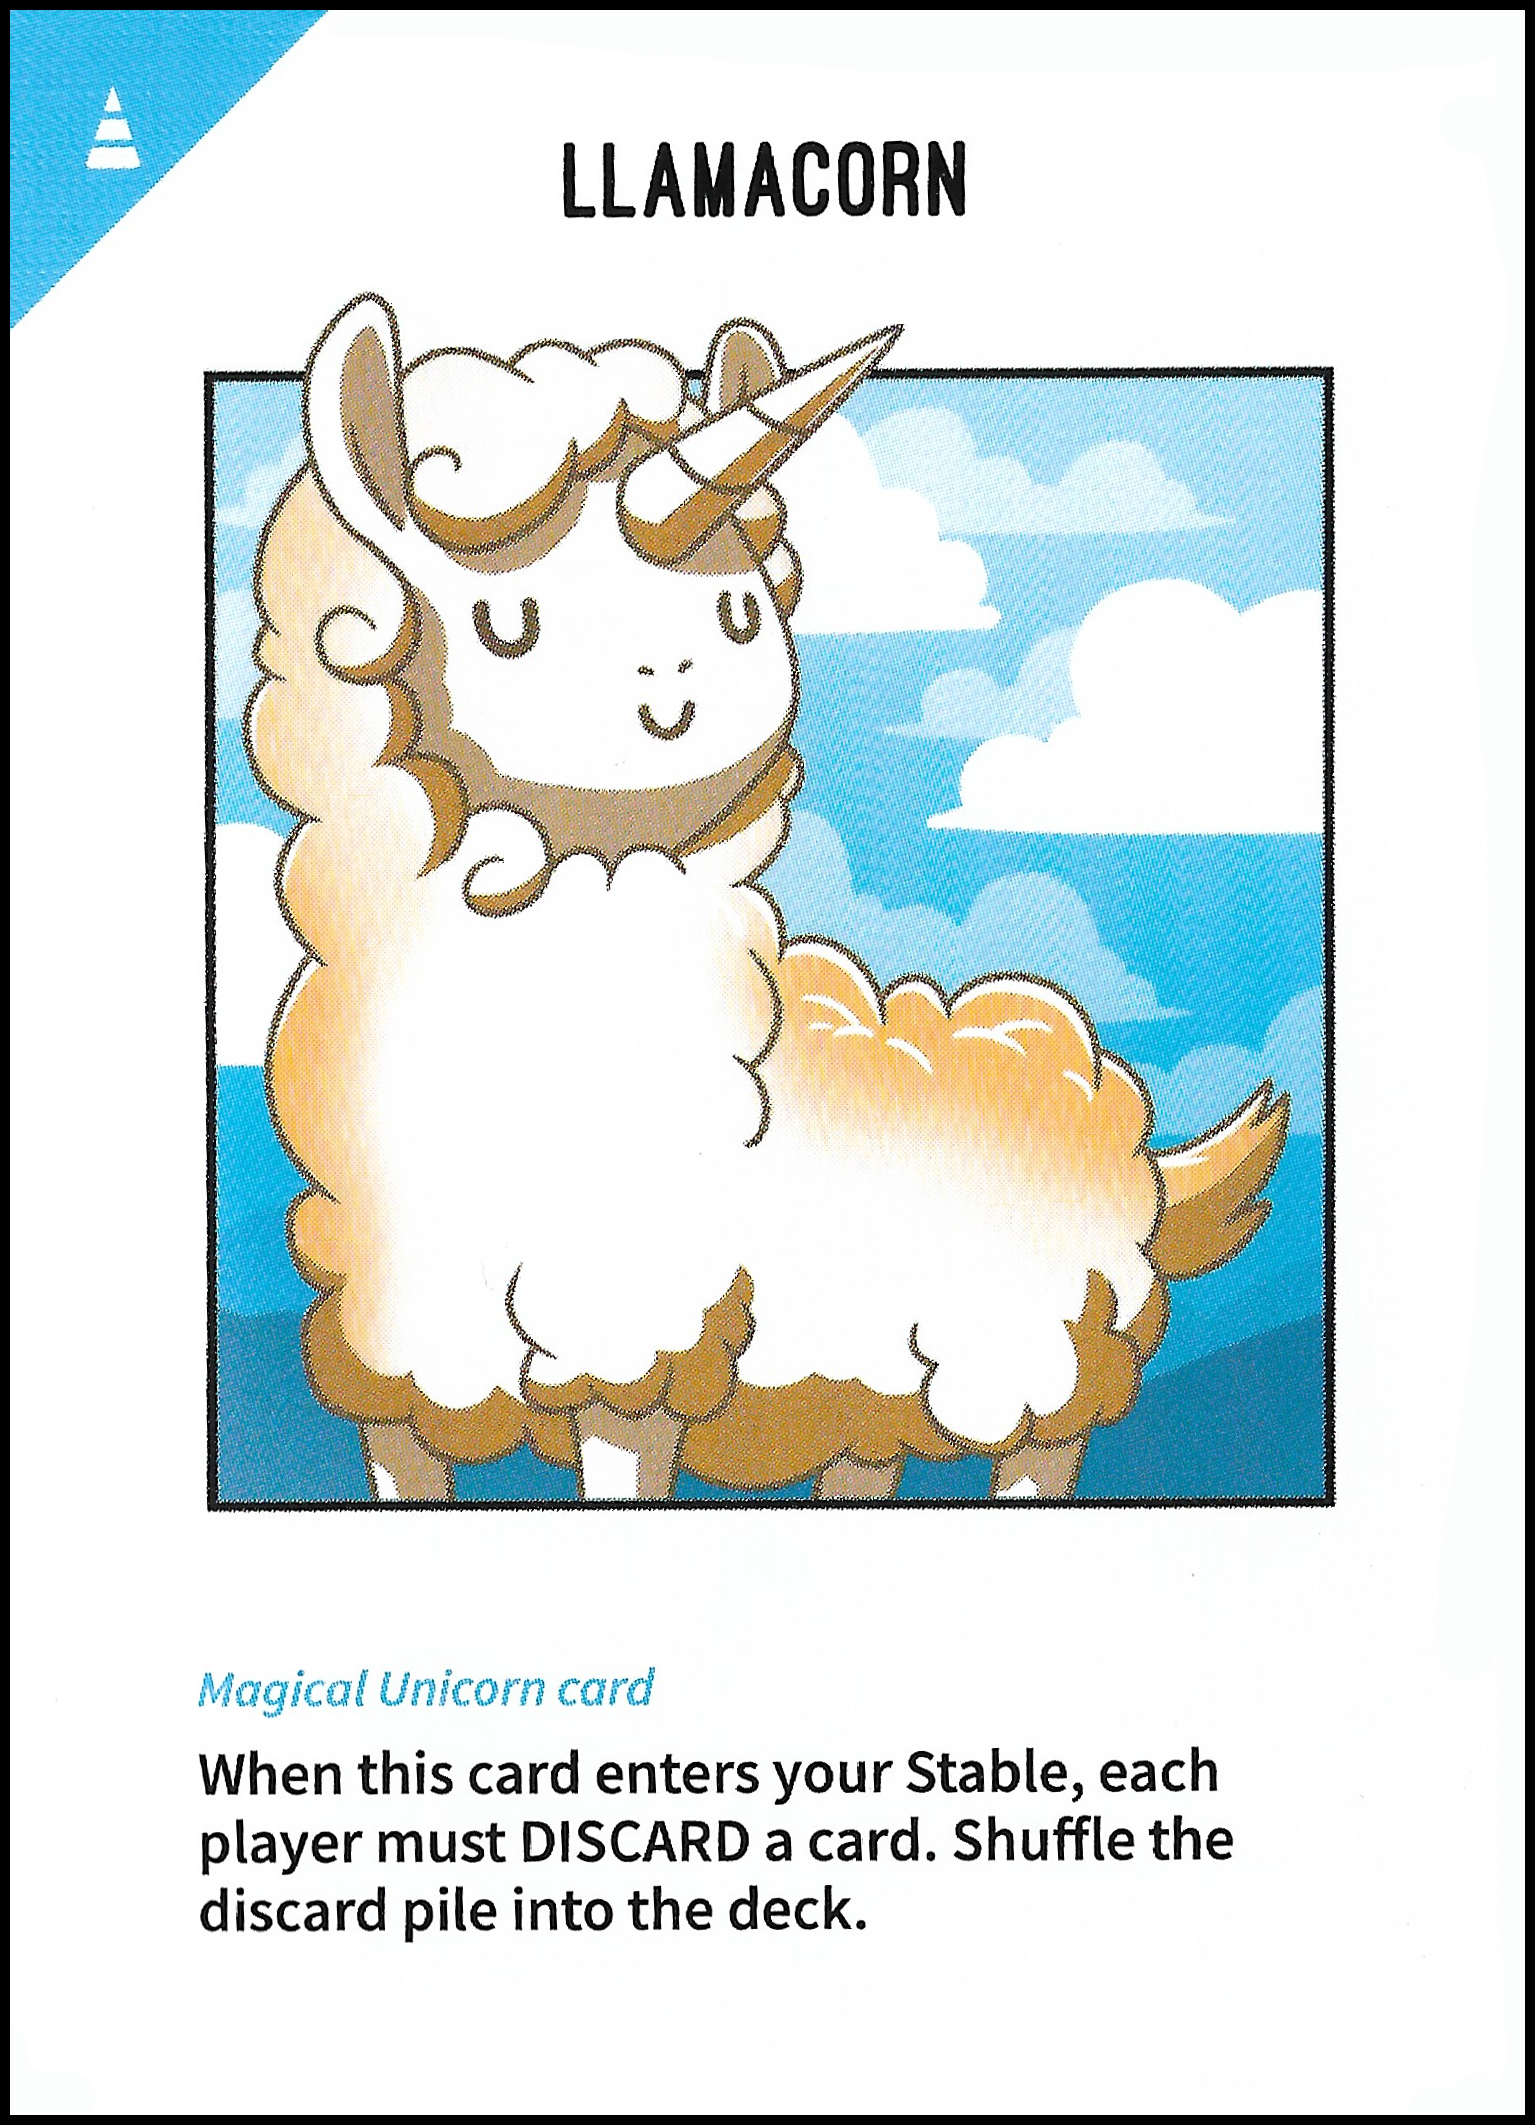 LLAMACORN
Magical Unicorn card
When this card enters your Stable, each
player must DISCARD a card. Shuffle the
discard pile into the deck.